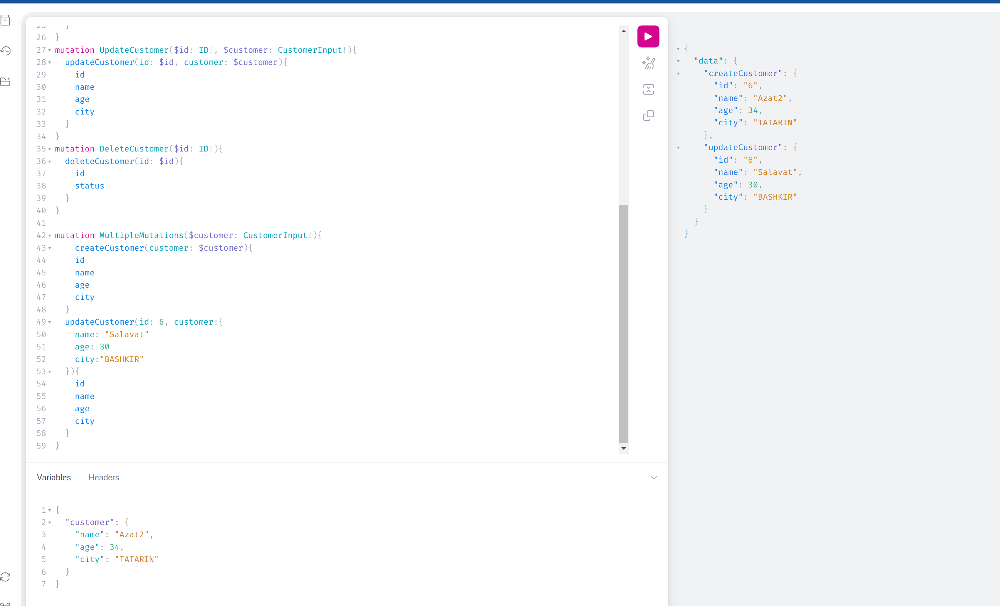 26 }
27 mutation UpdateCustomer($id: ID!, $customer: CustomerInput!){
28   updateCustomer(id: $id, customer: $customer){
29     id
30     name
31     age
32     city
33   }
34 }
35 mutation DeleteCustomer($id: ID!){
36   deleteCustomer(id: $id){
37     id
38     status
39   }
40 }
41
42 mutation MultipleMutations($customer: CustomerInput!){
43     createCustomer(customer: $customer){
44     id
45     name
46     age
47     city
48   }
49   updateCustomer(id: 6, customer:{
50     name: "Salavat"
51     age: 30
52     city:"BASHKIR"
53   }){
54     id
55     name
56     age
57     city
58   }
59 }
Variables Headers
1 {
2   "customer": {
3     "name": "Azat2",
4     "age": 34,
5     "city": "TATARIN"
6   }
7 }
{
  "data": {
    "createCustomer": {
      "id": "6",
      "name": "Azat2",
      "age": 34,
      "city": "TATARIN"
    },
    "updateCustomer": {
      "id": "6",
      "name": "Salavat",
      "age": 30,
      "city": "BASHKIR"
    }
  }
}